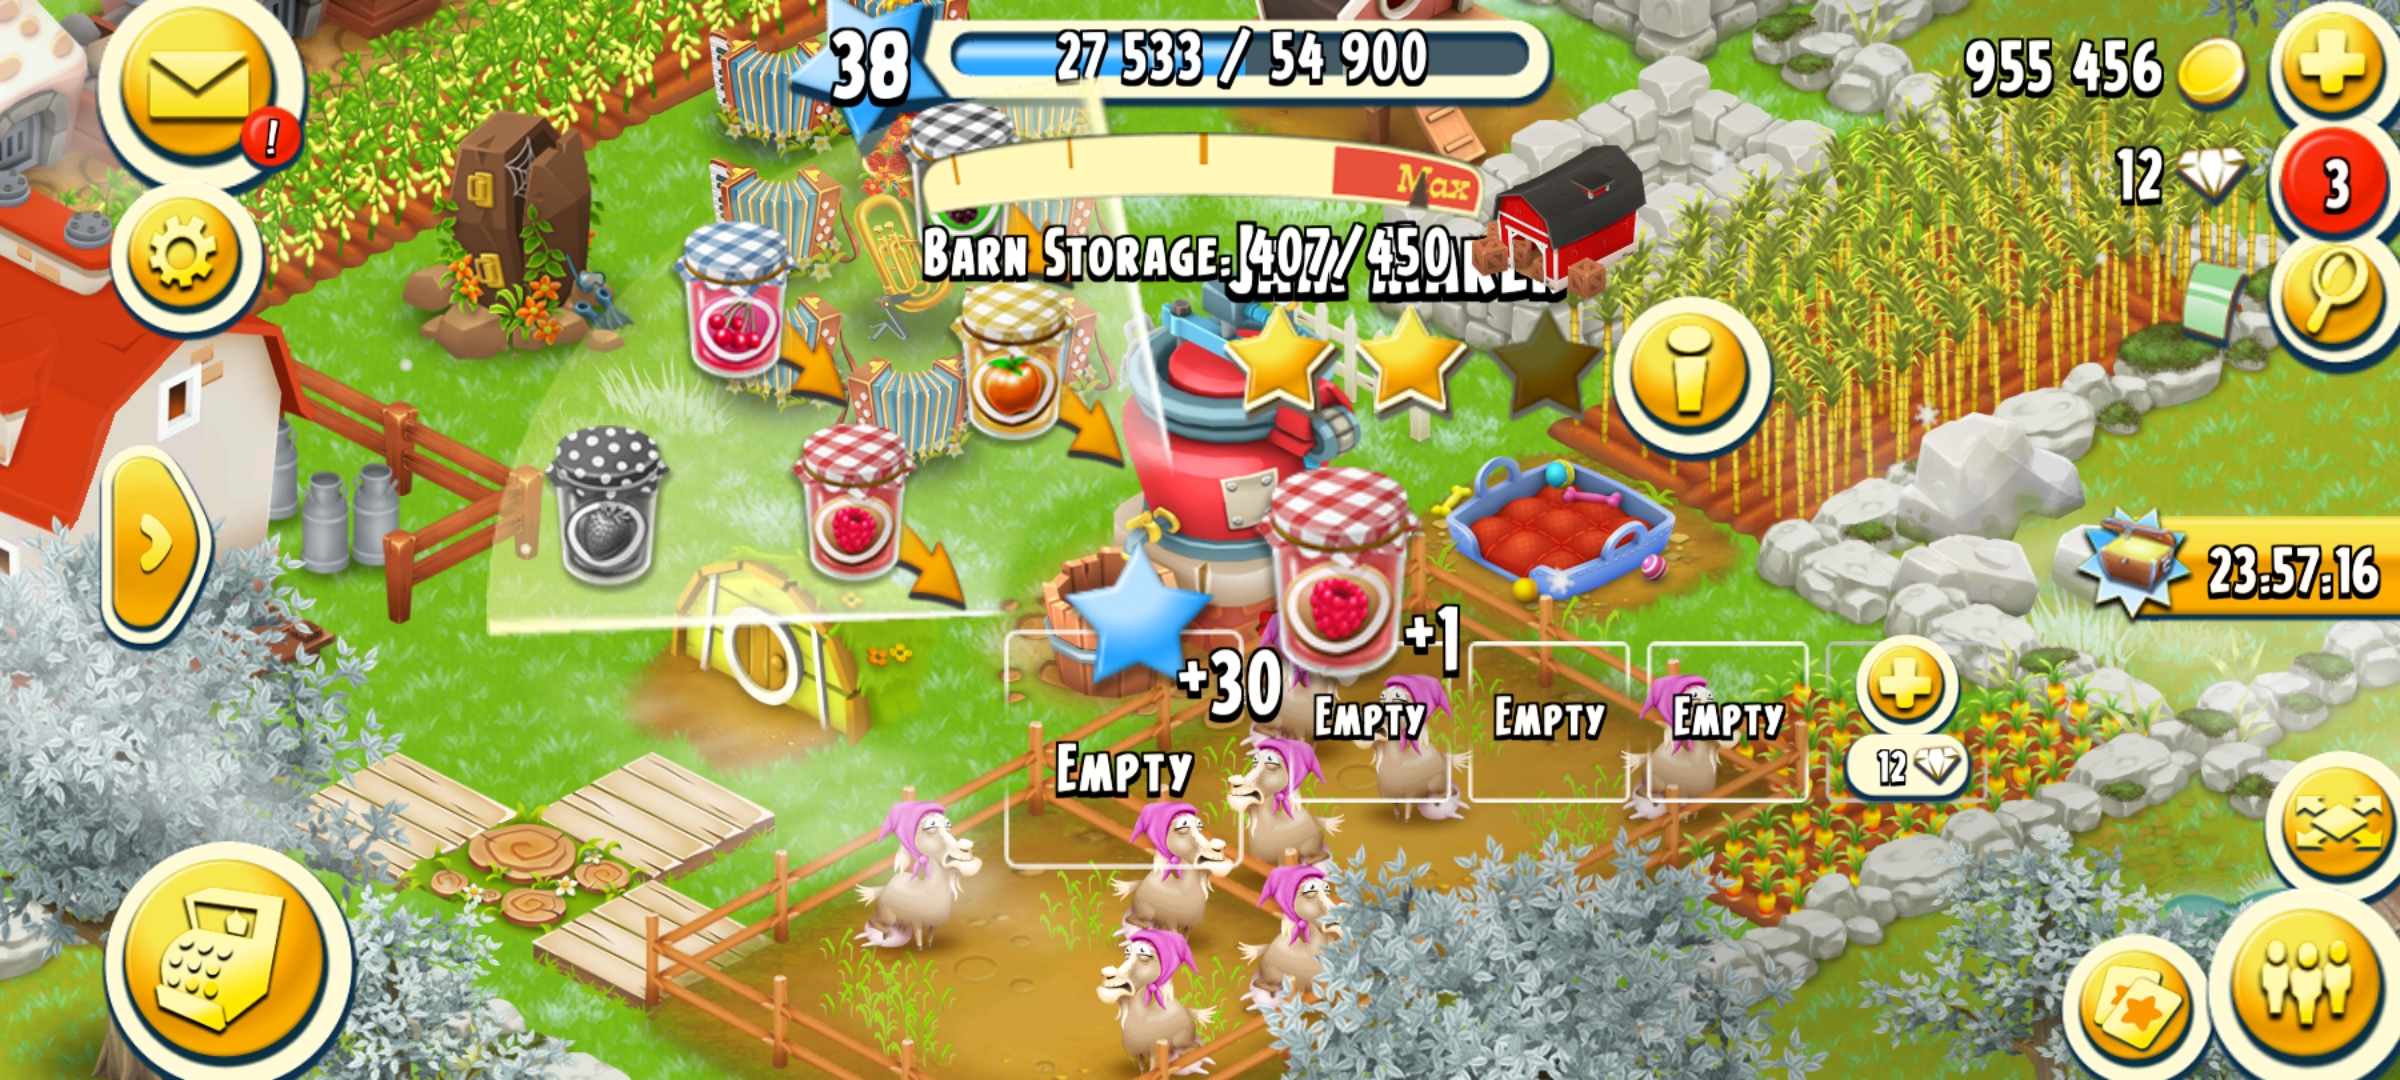 38
27 533 / 54 900
955 456
!
12
3
Max
Barn Storage: 407/ 450
23:57:16
+30
+1
Empty
Empty
Empty
Empty
12